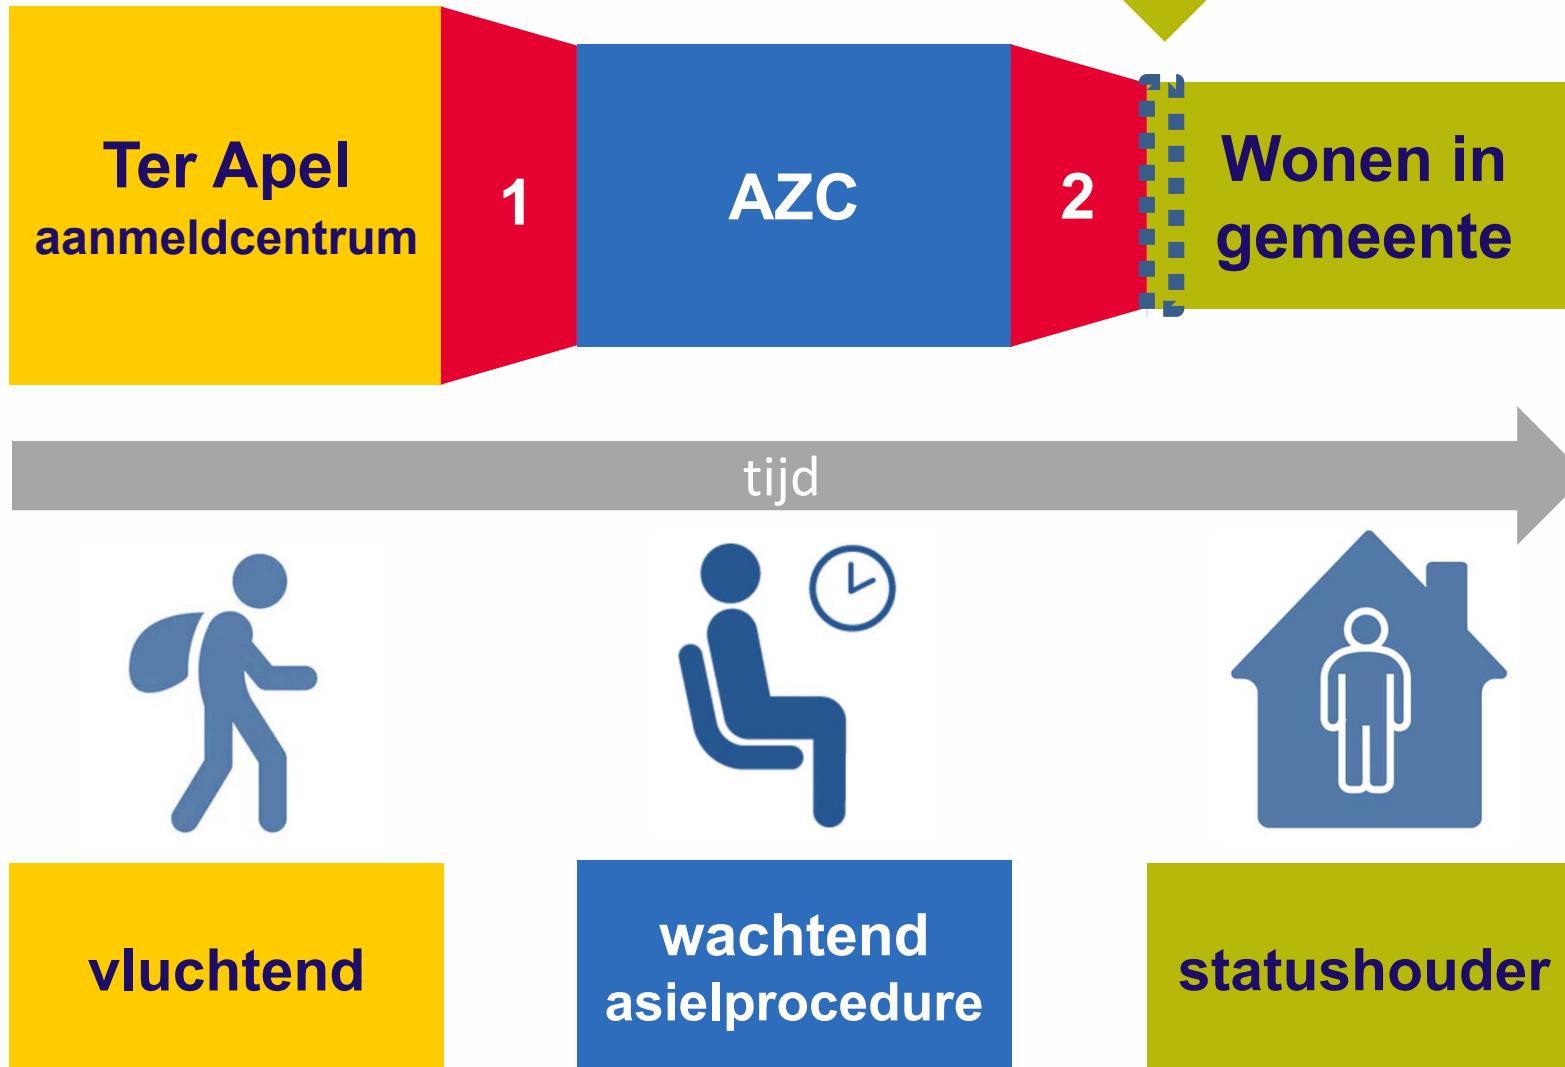 Ter Apel
aanmeldcentrum
1
AZC
2
Wonen in
gemeente
tijd
vluchtend
wachtend
asielprocedure
statushouder